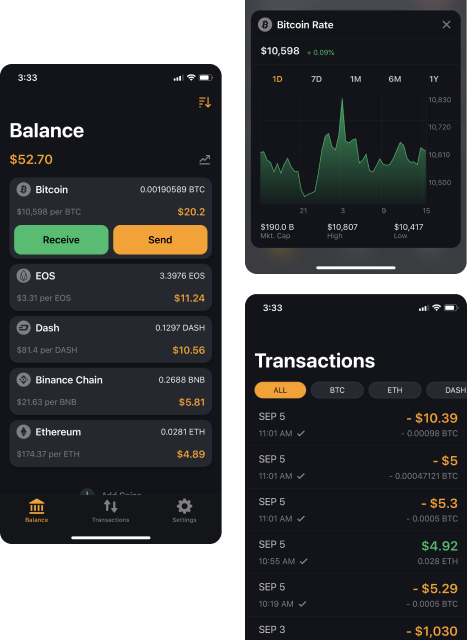 3:33
Balance
$52.70
Bitcoin 0.00190589 BTC
$10,598 per BTC $20.2
Receive Send
EOS 3.3976 EOS
$3.31 per EOS $11.24
Dash 0.1297 DASH
$81.4 per DASH $10.56
Binance Chain 0.2688 BNB
$21.63 per BNB $5.81
Ethereum 0.0281 ETH
$174.37 per ETH $4.89
Add Coins
Balance Transactions Settings
Bitcoin Rate
$10,598 + 0.09%
1D 7D 1M 6M 1Y
10,830
10,720
10,610
10,500
21 3 9 15
$190.0 B $10,807 $10,417
Mkt. Cap High Low
3:33
Transactions
ALL BTC ETH DASH
SEP 5 - $10.39
11:01 AM - 0.00098 BTC
SEP 5 - $5
11:01 AM - 0.00047121 BTC
SEP 5 - $5.3
11:01 AM - 0.0005 BTC
SEP 5 $4.92
10:55 AM 0.028 ETH
SEP 5 - $5.29
10:19 AM - 0.0005 BTC
SEP 3 - $1,030